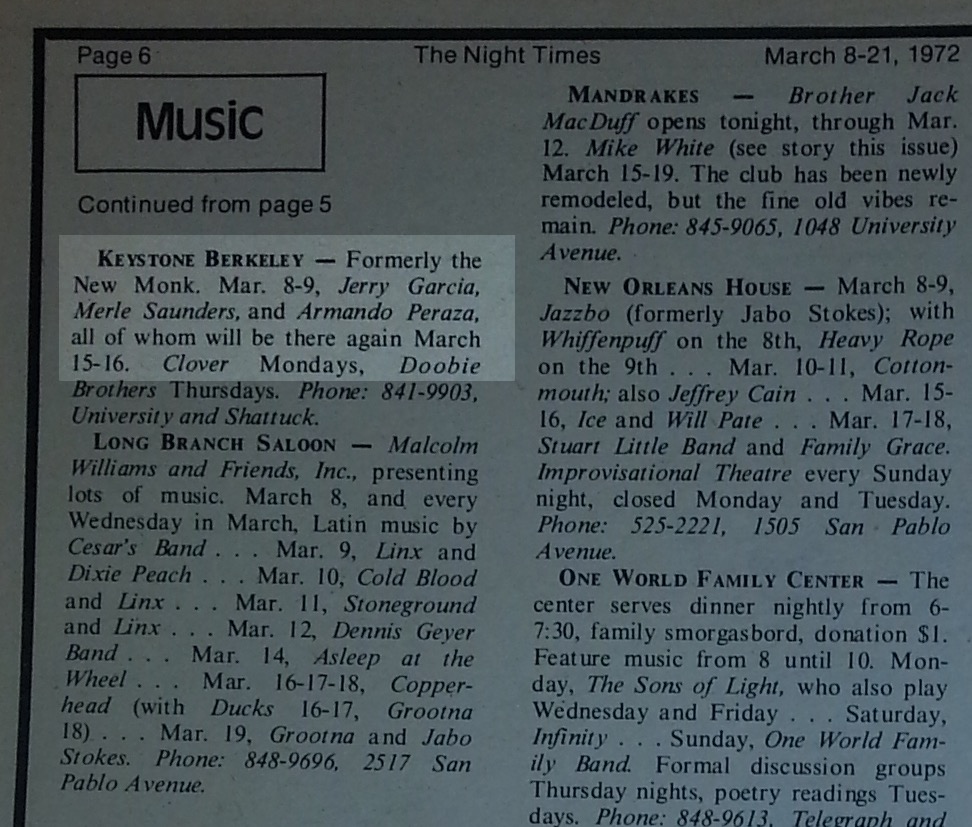 Page 6
The Night Times
March 8-21, 1972
Music
Continued from page 5
KEYSTONE BERKELEY — Formerly the
New Monk. Mar. 8-9, Jerry Garcia,
Merle Saunders, and Armando Peraza,
all of whom will be there again March
15-16. Clover Mondays, Doobie
Brothers Thursdays. Phone: 841-9903,
University and Shattuck.
LONG BRANCH SALOON — Malcolm
Williams and Friends, Inc., presenting
lots of music. March 8, and every
Wednesday in March, Latin music by
Cesar's Band . . . Mar. 9, Linx and
Dixie Peach . . . Mar. 10, Cold Blood
and Linx . . . Mar. 11, Stoneground
and Linx . . . Mar. 12, Dennis Geyer
Band . . . Mar. 14, Asleep at the
Wheel . . . Mar. 16-17-18, Copper-
head (with Ducks 16-17, Grootna
18) . . . Mar. 19, Grootna and Jabo
Stokes. Phone: 848-9696, 2517 San
Pablo Avenue.
MANDRAKES — Brother Jack
MacDuff opens tonight, through Mar.
12. Mike White (see story this issue)
March 15-19. The club has been newly
remodeled, but the fine old vibes re-
main. Phone: 845-9065, 1048 University
Avenue.
NEW ORLEANS HOUSE — March 8-9,
Jazzbo (formerly Jabo Stokes); with
Whiffenpuff on the 8th, Heavy Rope
on the 9th . . . Mar. 10-11, Cotton-
mouth; also Jeffrey Cain . . . Mar. 15-
16, Ice and Will Pate . . . Mar. 17-18,
Stuart Little Band and Family Grace.
Improvisational Theatre every Sunday
night, closed Monday and Tuesday.
Phone: 525-2221, 1505 San Pablo
Avenue.
ONE WORLD FAMILY CENTER — The
center serves dinner nightly from 6-
7:30, family smorgasbord, donation $1.
Feature music from 8 until 10. Mon-
day, The Sons of Light, who also play
Wednesday and Friday . . . Saturday,
Infinity . . . Sunday, One World Fam-
ily Band. Formal discussion groups
Thursday nights, poetry readings Tues-
days. Phone: 848-9613, Telegraph and